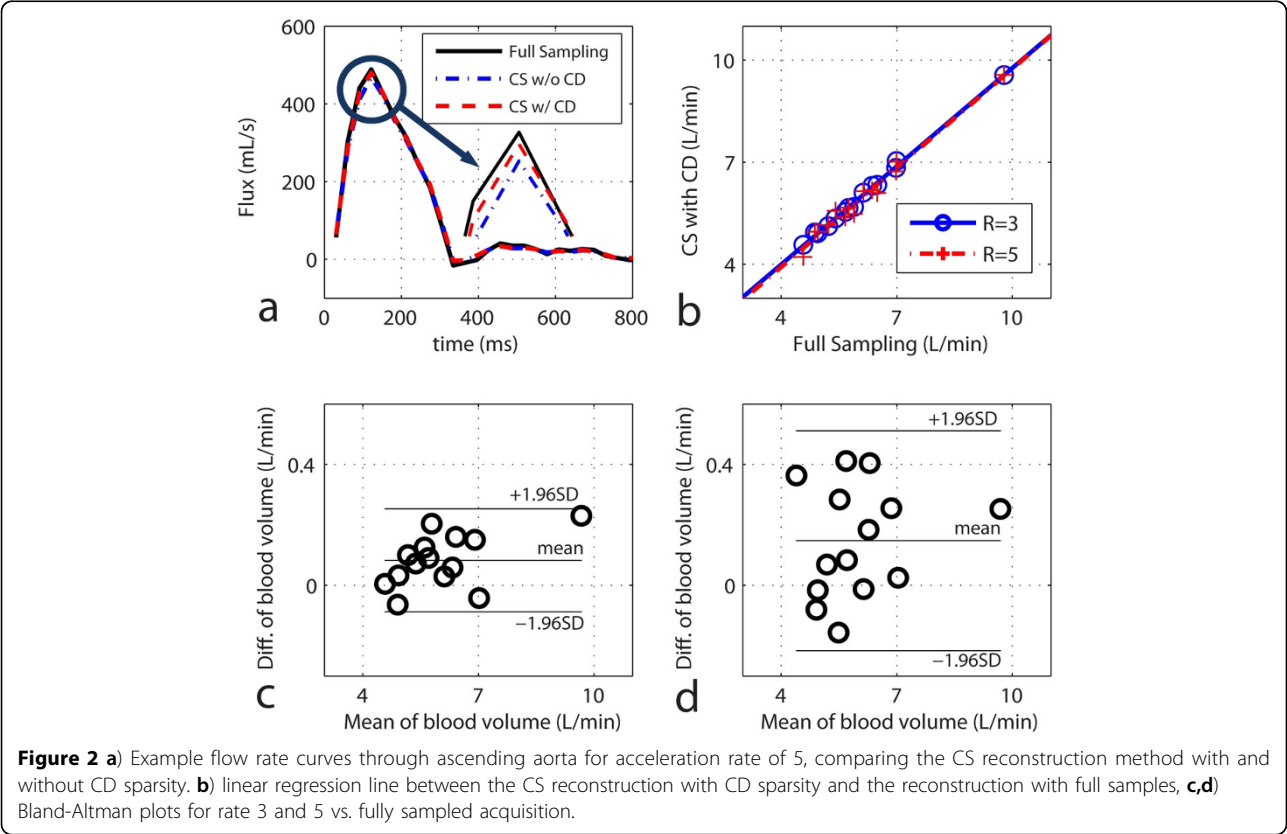 600
400
200
0
Flux (mL/s)
Full Sampling
CS w/o CD
CS w/ CD
a
0 200 400 600 800
time (ms)
10
7
4
CS with CD (L/min)
R=3
R=5
b
4 7 10
Full Sampling (L/min)
0.4
0
Diff. of blood volume (L/min)
+1.96SD
mean
−1.96SD
c
4 7 10
Mean of blood volume (L/min)
0.4
0
Diff. of blood volume (L/min)
+1.96SD
mean
−1.96SD
d
4 7 10
Mean of blood volume (L/min)
Figure 2 a) Example flow rate curves through ascending aorta for acceleration rate of 5, comparing the CS reconstruction method with and
without CD sparsity. b) linear regression line between the CS reconstruction with CD sparsity and the reconstruction with full samples, c,d)
Bland-Altman plots for rate 3 and 5 vs. fully sampled acquisition.